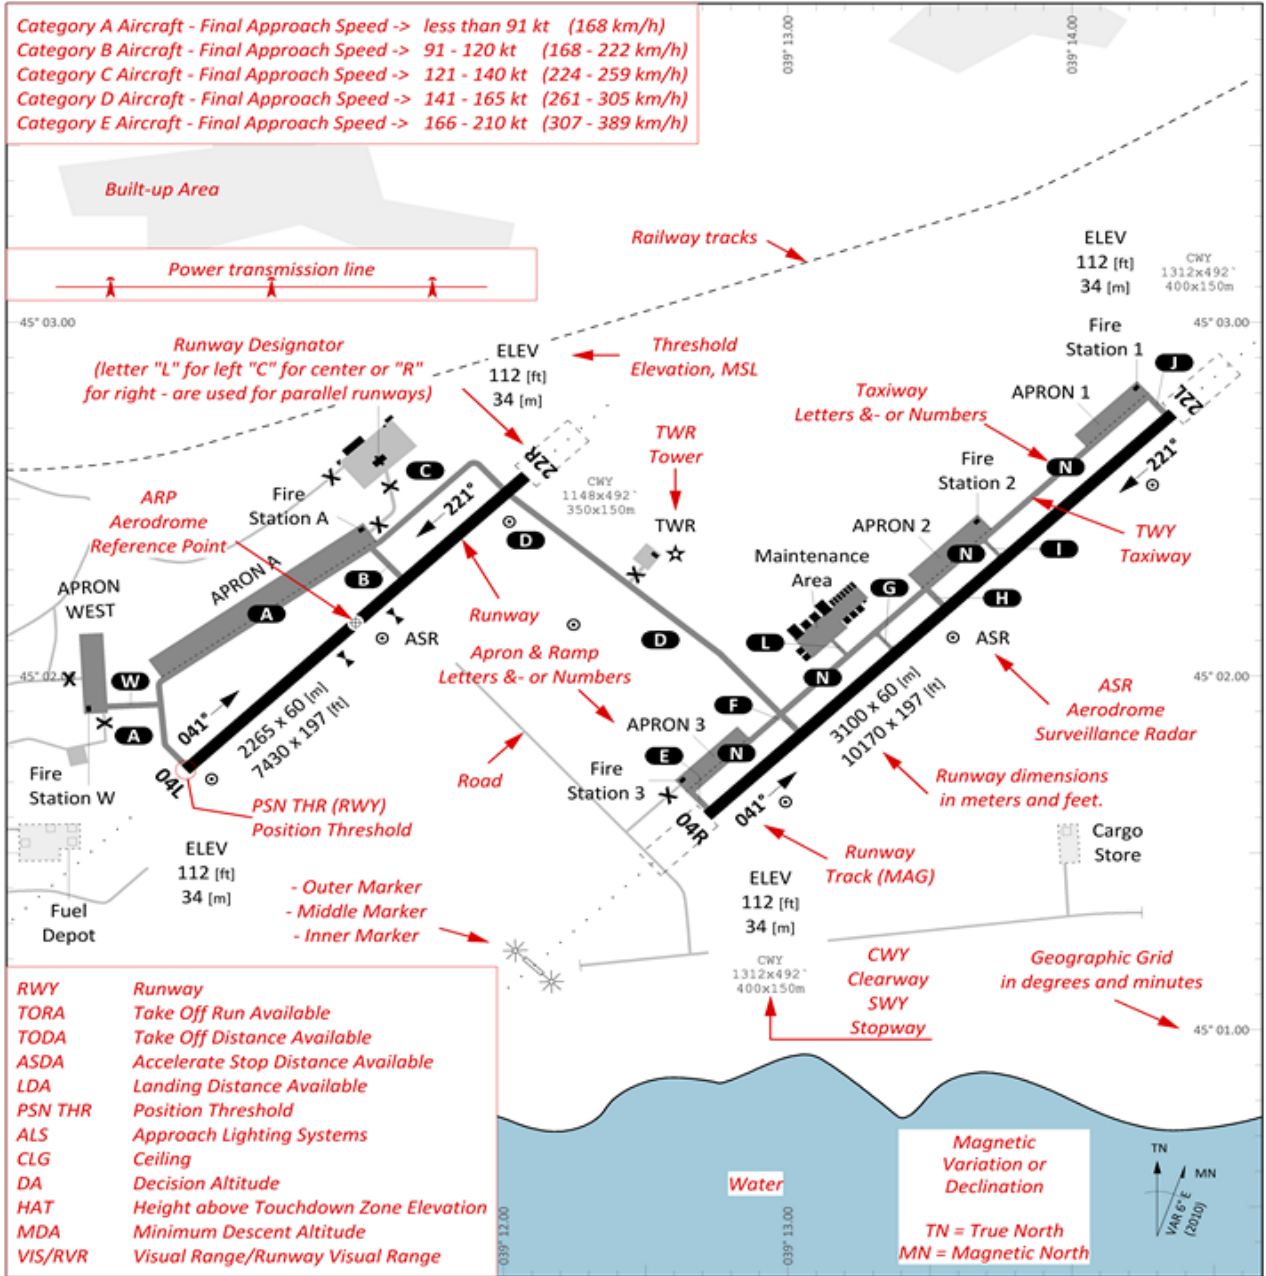 Category A Aircraft - Final Approach Speed -> less than 91 kt (168 km/h)
Category B Aircraft - Final Approach Speed -> 91 - 120 kt (168 - 222 km/h)
Category C Aircraft - Final Approach Speed -> 121 - 140 kt (224 - 259 km/h)
Category D Aircraft - Final Approach Speed -> 141 - 165 kt (261 - 305 km/h)
Category E Aircraft - Final Approach Speed -> 166 - 210 kt (307 - 389 km/h)
039° 13.00
039° 14.00
Built-up Area
Railway tracks
Power transmission line
ELEV
112 [ft]
34 [m]
CWY
1312x492`
400x150m
45° 03.00
45° 03.00
Runway Designator
(letter "L" for left "C" for center or "R"
for right - are used for parallel runways)
ELEV
112 [ft]
34 [m]
Threshold
Elevation, MSL
Fire
Station 1
J
APRON 1
22L
Taxiway
Letters &- or Numbers
N
221°
TWR
Tower
22R
C
221°
CWY
1148x492`
350x150m
Fire
Station A
ARP
Aerodrome
Reference Point
Fire
Station 2
TWR
D
APRON 2
TWY
Taxiway
N
I
Maintenance
Area
APRON A
B
APRON
WEST
A
Runway
G
H
ASR
D
L
ASR
Apron & Ramp
Letters &- or Numbers
45° 02.00
45° 02.00
W
N
A
041°
2265 x 60 [m]
7430 x 197 [ft]
F
3100 x 60 [m]
10170 x 197 [ft]
ASR
Aerodrome
Surveillance Radar
APRON 3
E
N
Road
Fire
Station 3
04L
Fire
Station W
PSN THR (RWY)
Position Threshold
Runway dimensions
in meters and feet.
04R
041°
ELEV
112 [ft]
34 [m]
Runway
Track (MAG)
Cargo
Store
Fuel
Depot
- Outer Marker
- Middle Marker
- Inner Marker
ELEV
112 [ft]
34 [m]
CWY
1312x492`
400x150m
CWY
Clearway
SWY
Stopway
Geographic Grid
in degrees and minutes
45° 01.00
RWY Runway
TORA Take Off Run Available
TODA Take Off Distance Available
ASDA Accelerate Stop Distance Available
LDA Landing Distance Available
PSN THR Position Threshold
ALS Approach Lighting Systems
CLG Ceiling
DA Decision Altitude
HAT Height above Touchdown Zone Elevation
MDA Minimum Descent Altitude
VIS/RVR Visual Range/Runway Visual Range
039° 12.00
Water
039° 13.00
Magnetic
Variation or
Declination
TN = True North
MN = Magnetic North
TN
MN
VAR 6° E
(2010)